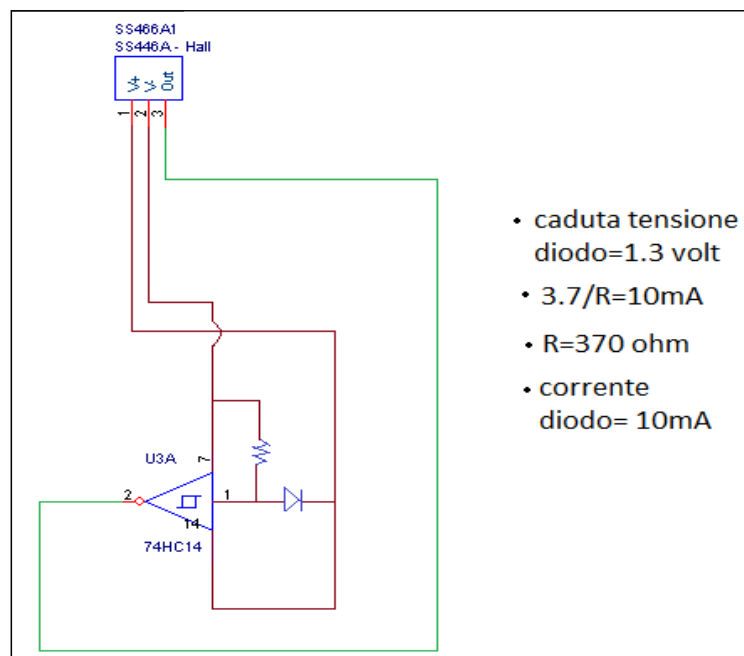 SS466A1
SS446A - Hall
V+
V-
Out
1
2
3
• caduta tensione
diodo=1.3 volt
• 3.7/R=10mA
• R=370 ohm
• corrente
diodo= 10mA
U3A
7
2
1
14
74HC14